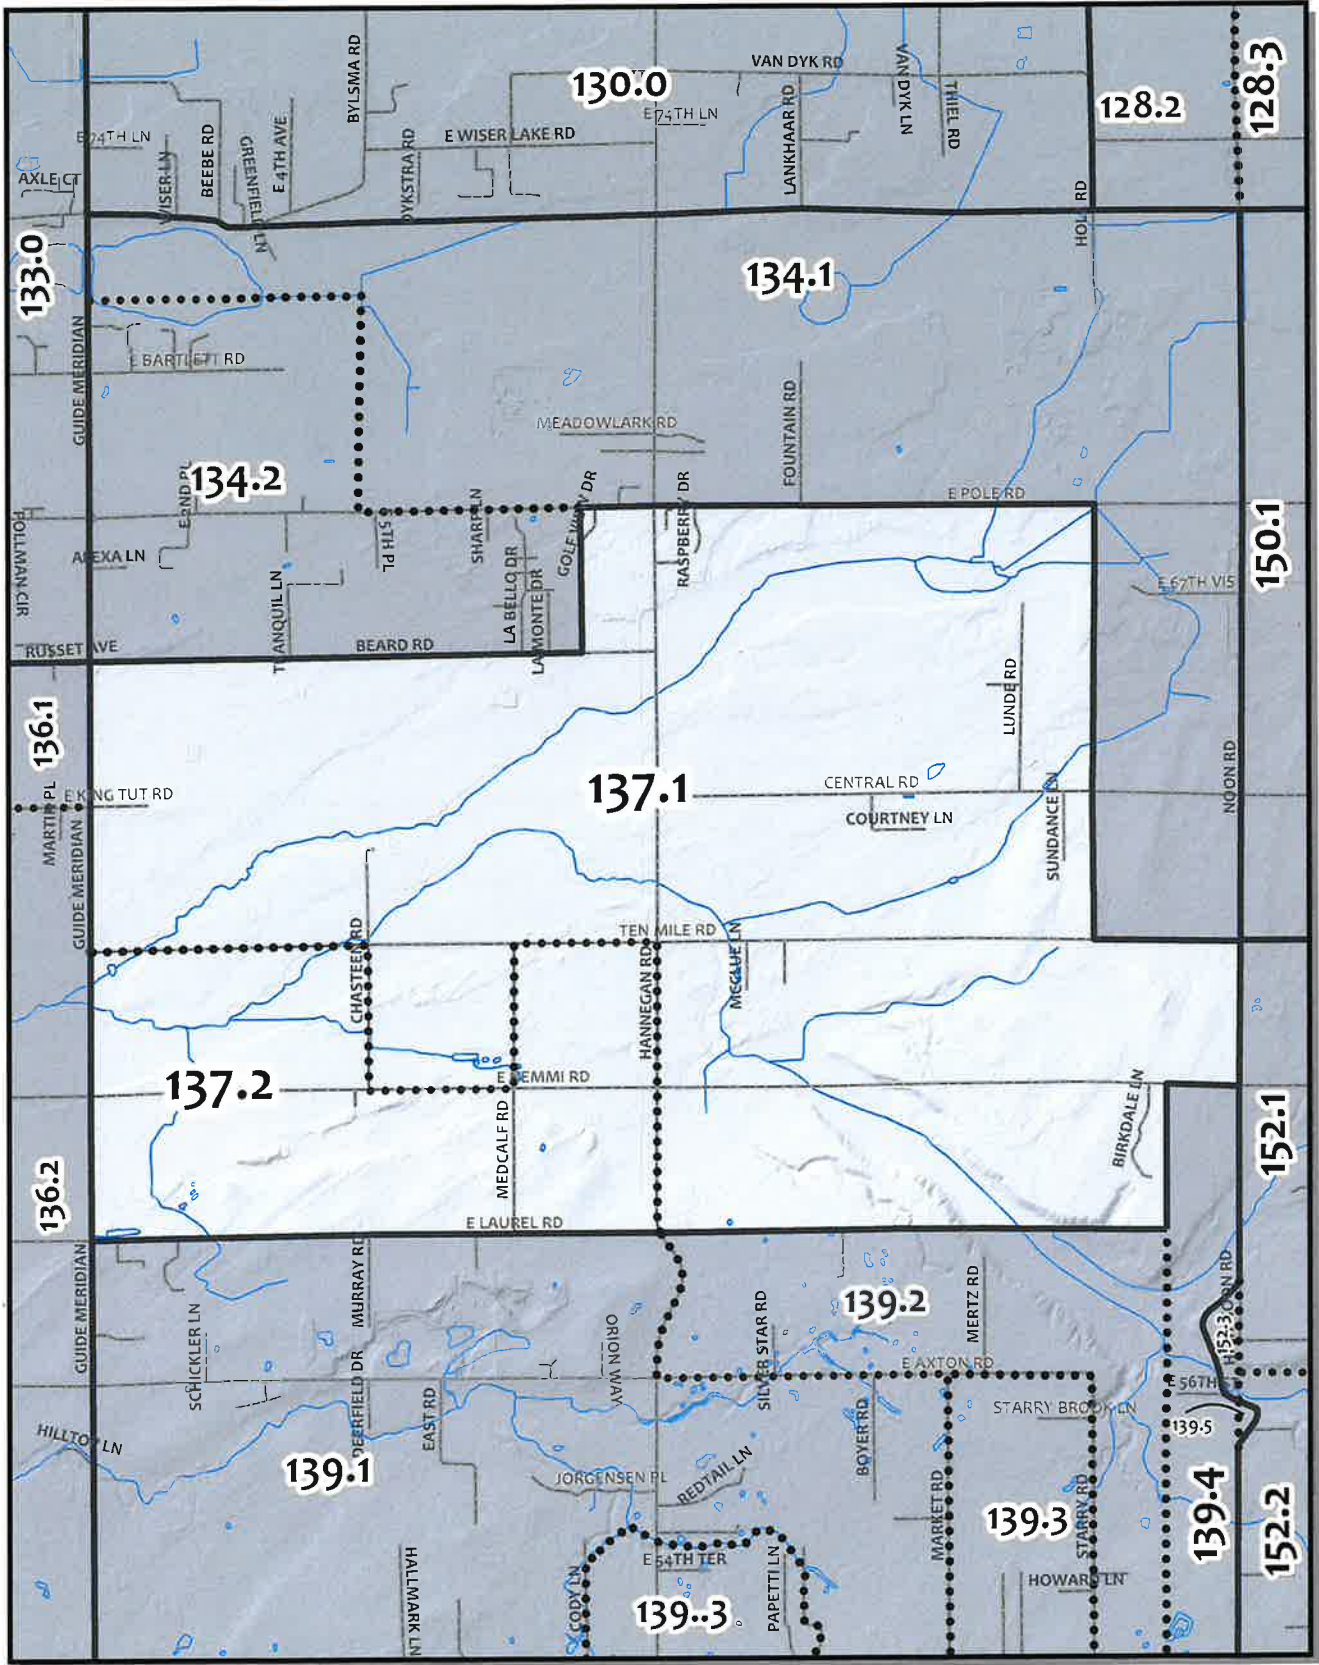 BYLSMA RD
VAN DYK RD
130.0
VAN DYK LN
128.2
128.3
E 74TH LN
E 74TH LN
E WISER LAKE RD
LANKHAAR RD
THIEL RD
AXLE CT
WISER LN
BEEBE RD
GREENFIELD LN
E 4TH AVE
DYKSTRA RD
RD
133.0
134.1
GUIDE MERIDIAN
E BARTLETT RD
MEADOWLARK RD
FOUNTAIN RD
134.2
E 2ND PL
SHARP LN
GOLF VIEW DR
RASPBERRY DR
E POLE RD
POLLMAN CIR
ALEXA LN
5TH PL
150.1
TRANQUIL LN
LA BELLO DR
LA MONTE DR
E 67TH VIS
RUSSET AVE
BEARD RD
136.1
LUNDE RD
137.1
CENTRAL RD
NOON RD
MARTIN PL
E KING TUT RD
COURTNEY LN
SUNDANCE LN
GUIDE MERIDIAN
CHASTEEN RD
TEN MILE RD
HANNEGAN RD
MCCLUE LN
137.2
E HEMMI RD
MEDCALF RD
BIRKDALE LN
152.1
136.2
E LAUREL RD
GUIDE MERIDIAN
MURRAY RD
SCHICKLER LN
ORION WAY
SILVER STAR RD
139.2
MERTZ RD
152.3
E AXTON RD
DEERFIELD DR
EAST RD
BOYER RD
STARRY BROOK LN
139.5
HILLTOP LN
139.1
JORGENSEN PL
REDTAIL LN
MARKET RD
139.3
STARRY RD
139.4
152.2
HALLMARK LN
CODY LN
E 54TH TER
PAPETTI LN
HOWARD LN
139..3